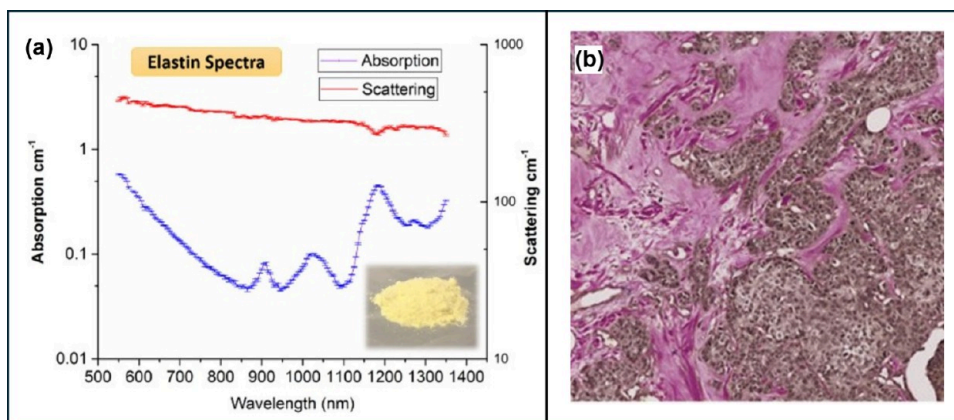 (a)
Elastin Spectra
Absorption
Scattering
10
1
0.1
0.01
Absorption cm-1
1000
100
10
Scattering cm-1
500 600 700 800 900 1000 1100 1200 1300 1400
Wavelength (nm)
(b)